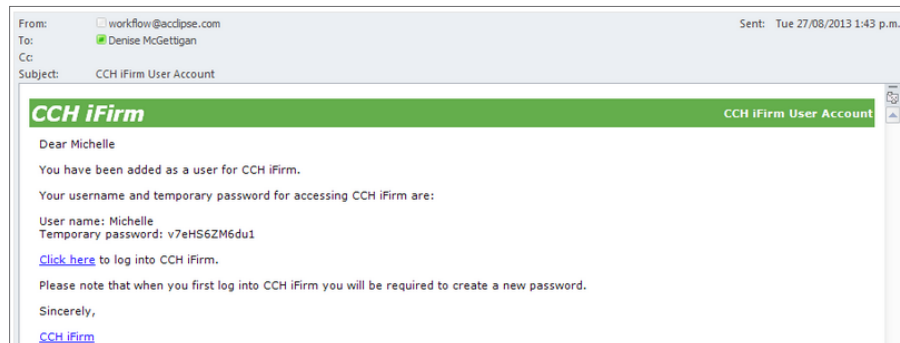 From: workflow@acclipse.com Sent: Tue 27/08/2013 1:43 p.m.
To: Denise McGettigan
Cc:
Subject: CCH iFirm User Account
CCH iFirm CCH iFirm User Account
Dear Michelle
You have been added as a user for CCH iFirm.
Your username and temporary password for accessing CCH iFirm are:
User name: Michelle
Temporary password: v7eHS6ZM6du1
Click here to log into CCH iFirm.
Please note that when you first log into CCH iFirm you will be required to create a new password.
Sincerely,
CCH iFirm